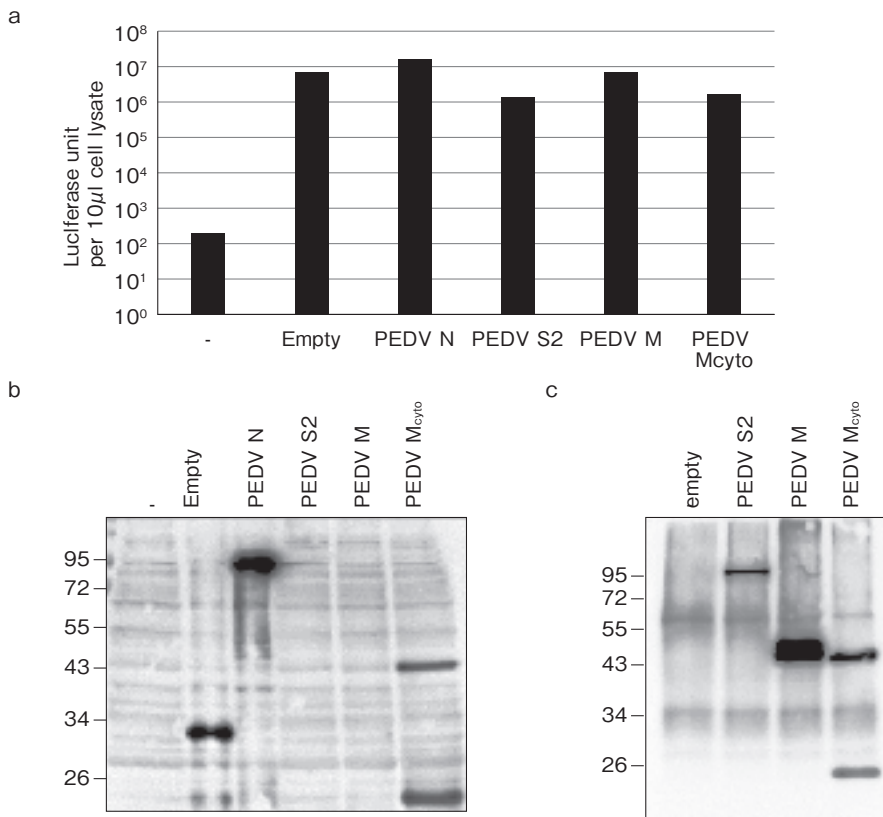 a
Luciferase unit
per 10µl cell lysate
10⁸
10⁷
10⁶
10⁵
10⁴
10³
10²
10¹
10⁰
-
Empty
PEDV N
PEDV S2
PEDV M
PEDV
Mcyto
b
-
Empty
PEDV N
PEDV S2
PEDV M
PEDV Mcyto
95
72
55
43
34
26
c
empty
PEDV S2
PEDV M
PEDV Mcyto
95
72
55
43
34
26